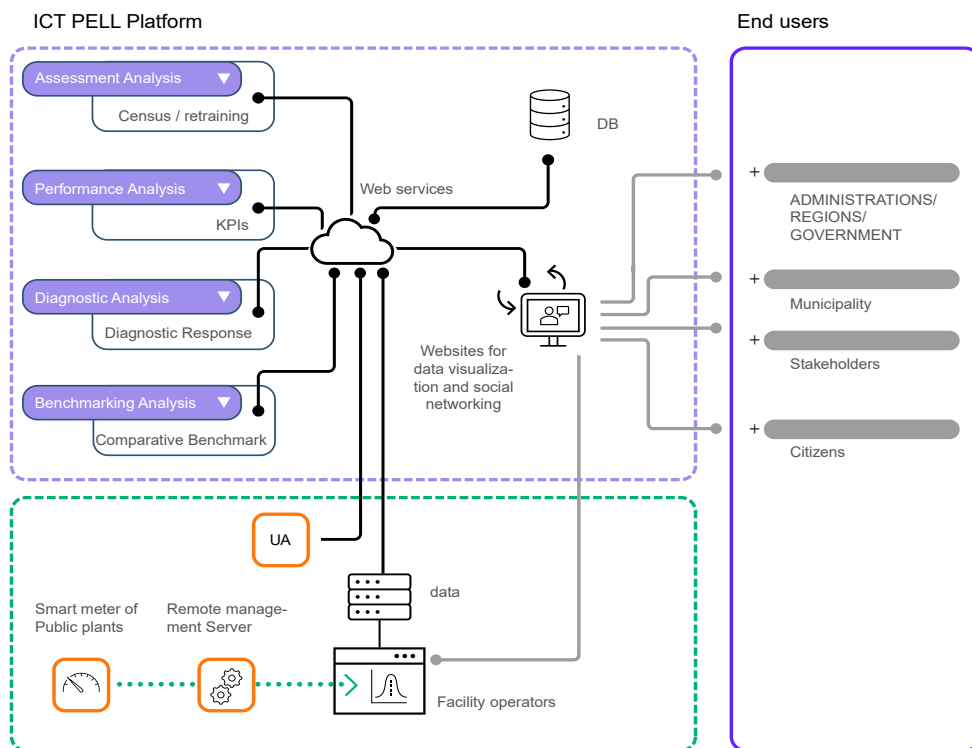 ICT PELL Platform
End users
Assessment Analysis
Census / retraining
Performance Analysis
KPIs
Diagnostic Analysis
Diagnostic Response
Benchmarking Analysis
Comparative Benchmark
Web services
DB
Websites for
data visualiza-
tion and social
networking
+
ADMINISTRATIONS/
REGIONS/
GOVERNMENT
+
Municipality
+
Stakeholders
+
Citizens
UA
data
Smart meter of
Public plants
Remote manage-
ment Server
Facility operators